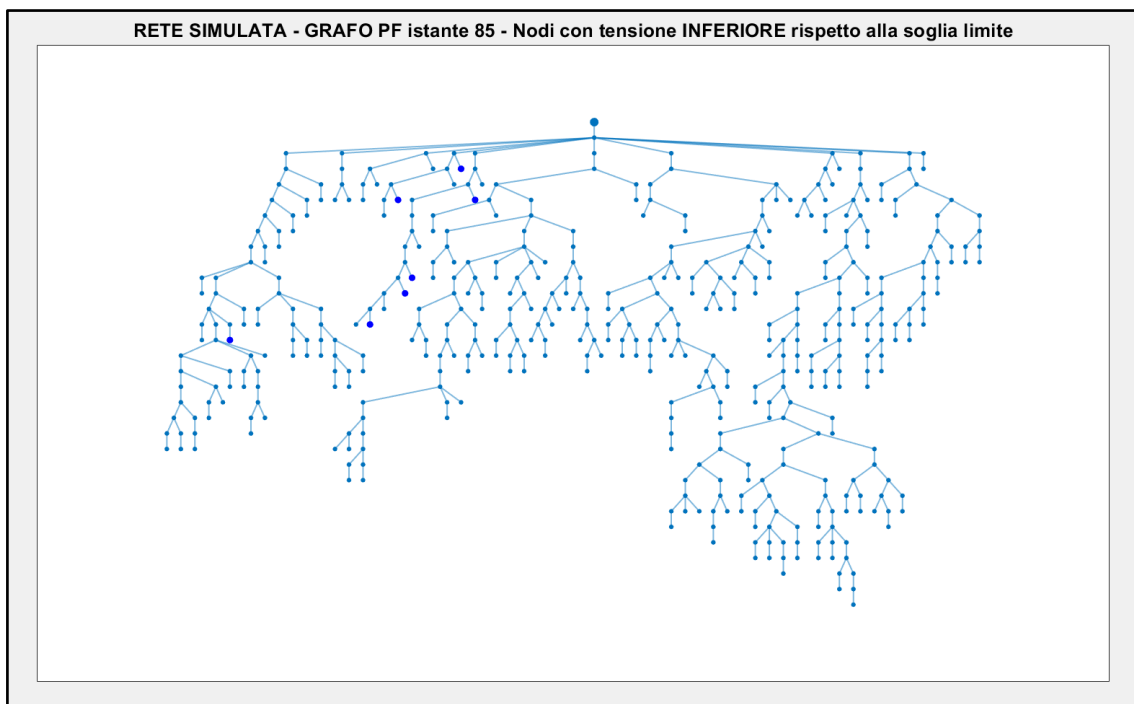 RETE SIMULATA - GRAFO PF istante 85 - Nodi con tensione INFERIORE rispetto alla soglia limite